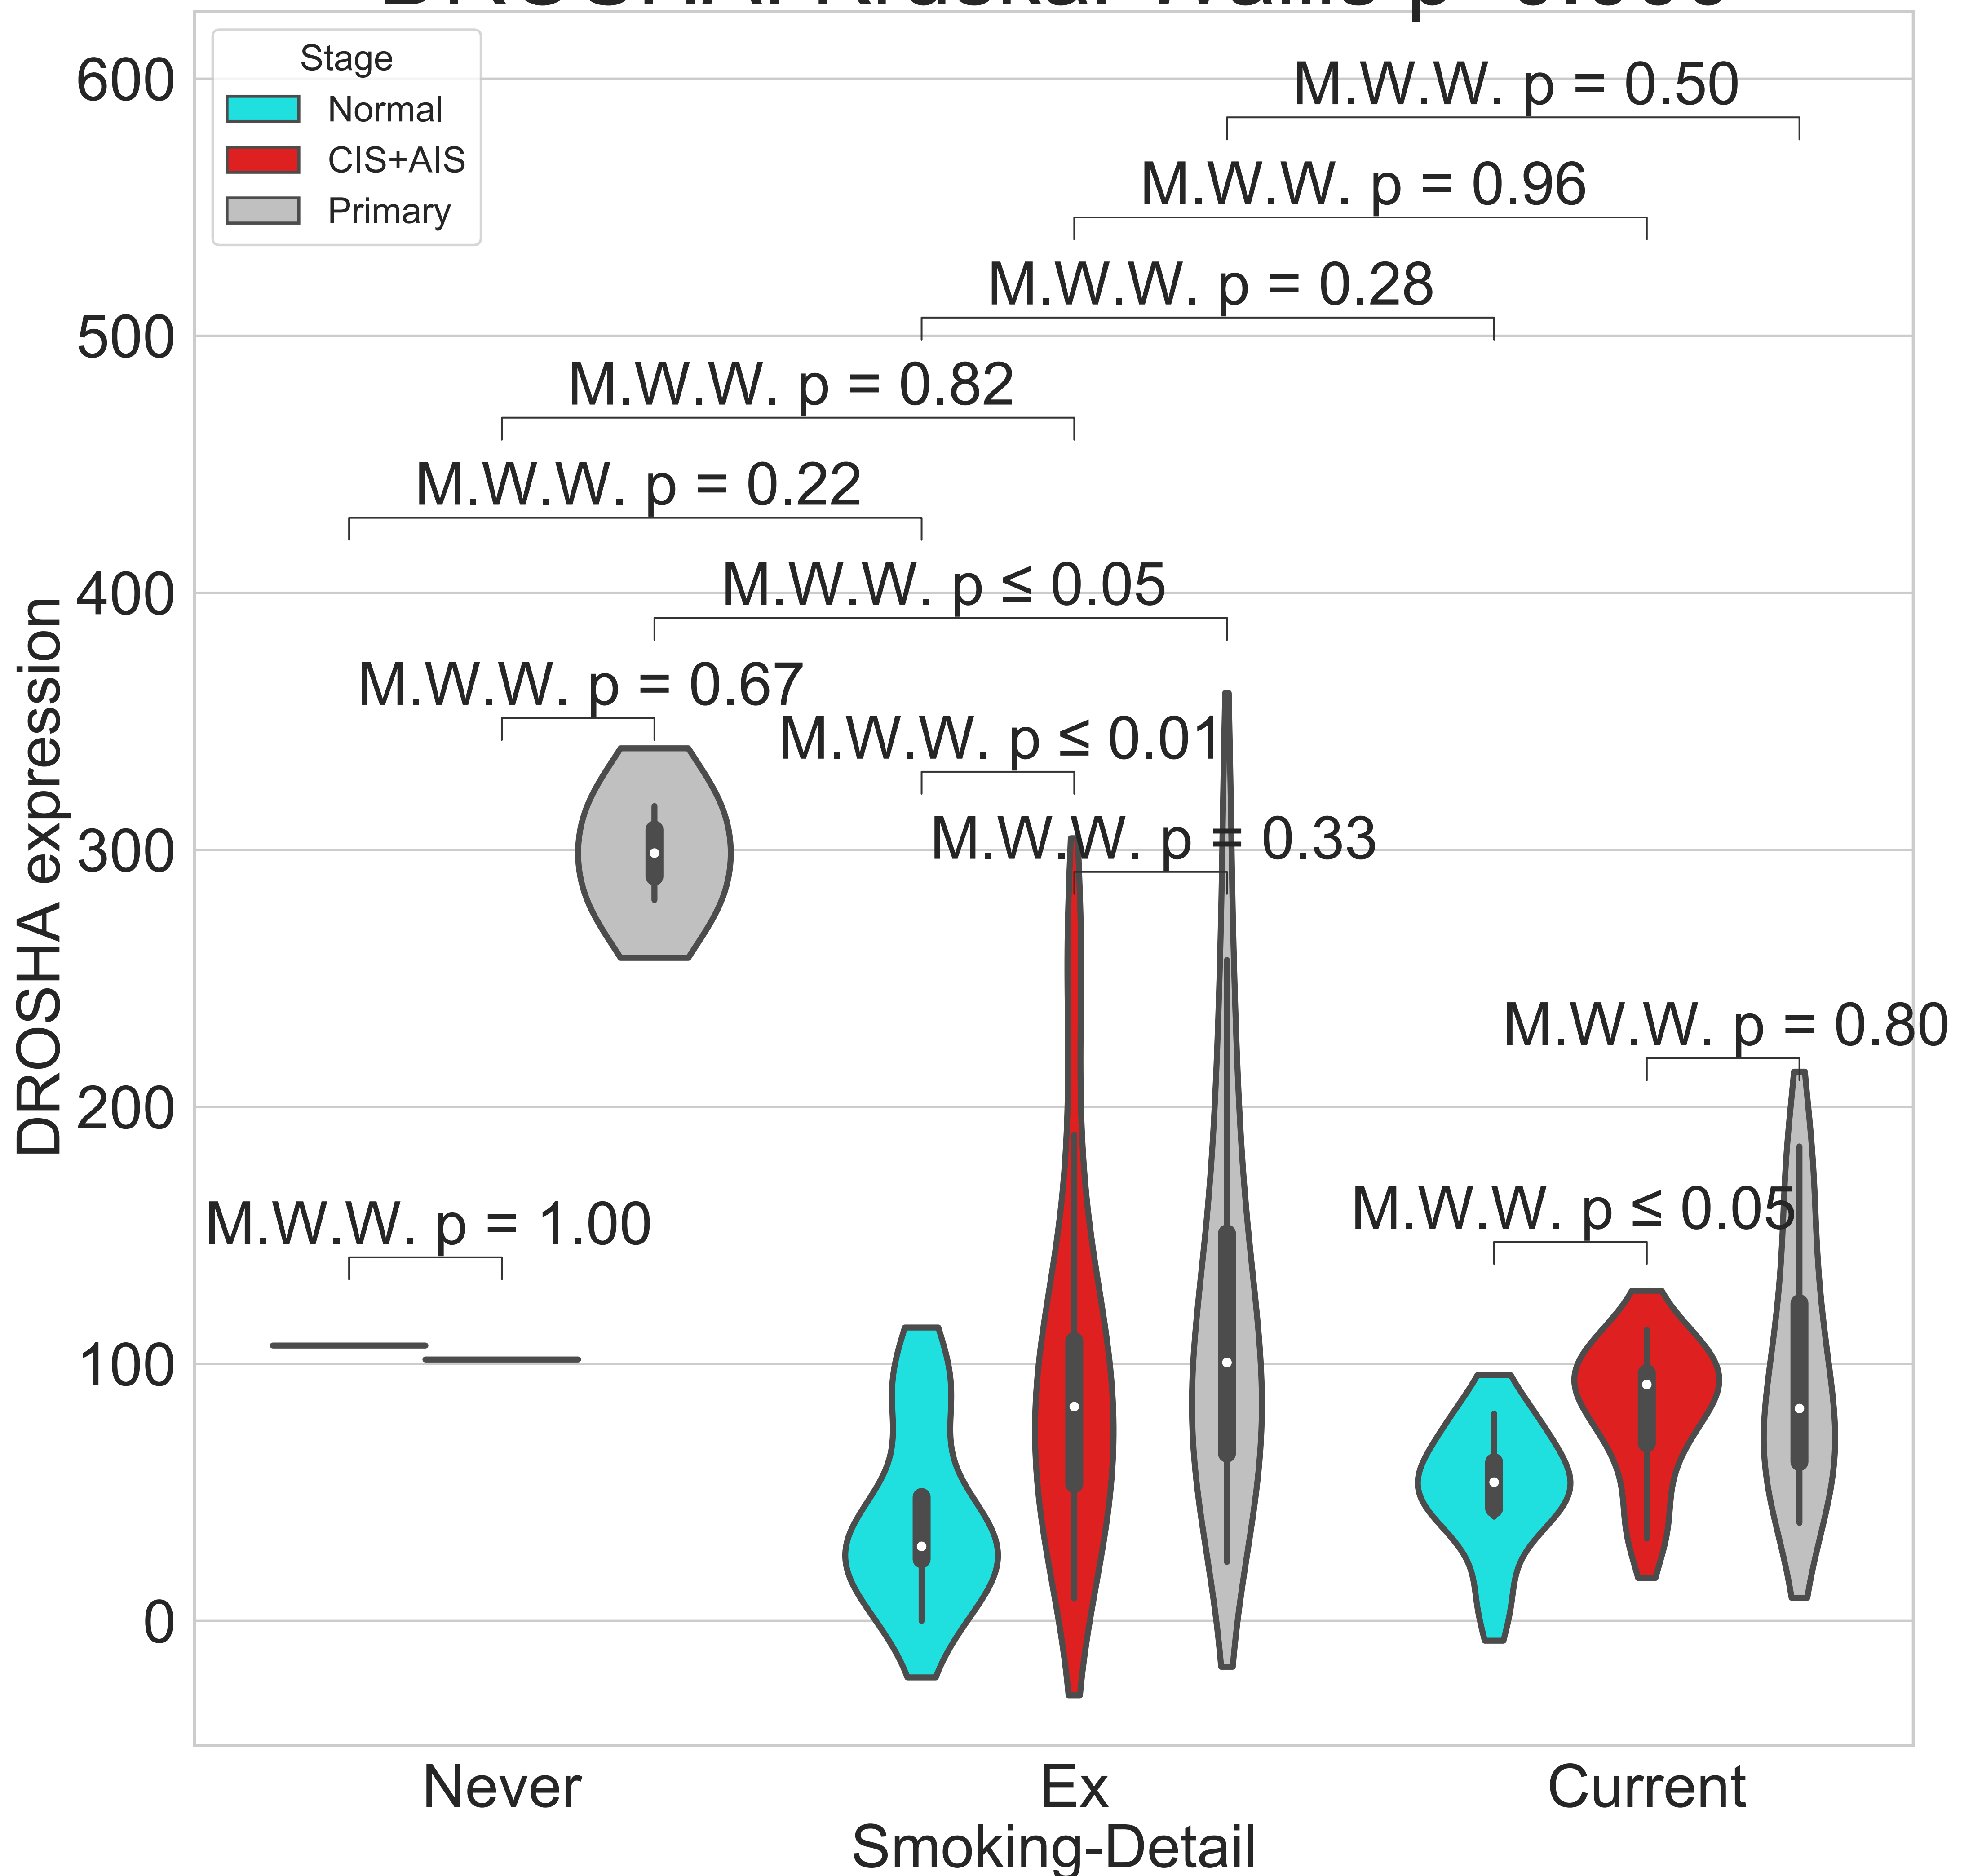 Stage
Normal
CIS+AIS
Primary
M.W.W. p = 0.50
M.W.W. p = 0.96
M.W.W. p = 0.28
M.W.W. p = 0.82
M.W.W. p = 0.22
M.W.W. p ≤ 0.05
M.W.W. p = 0.67
M.W.W. p ≤ 0.01
M.W.W. p = 0.33
M.W.W. p = 0.80
M.W.W. p ≤ 0.05
M.W.W. p = 1.00
600
500
400
300
200
100
0
DROSHA expression
Never Ex Current
Smoking-Detail